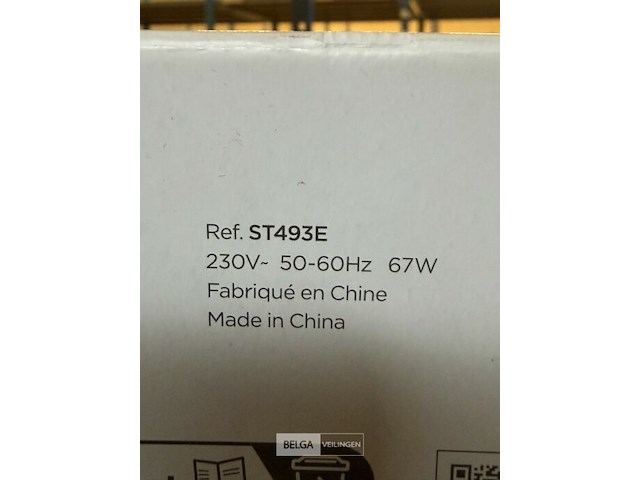 Ref. ST493E
230V~ 50-60Hz 67W
Fabriqué en Chine
Made in China
BELGA VEILINGEN